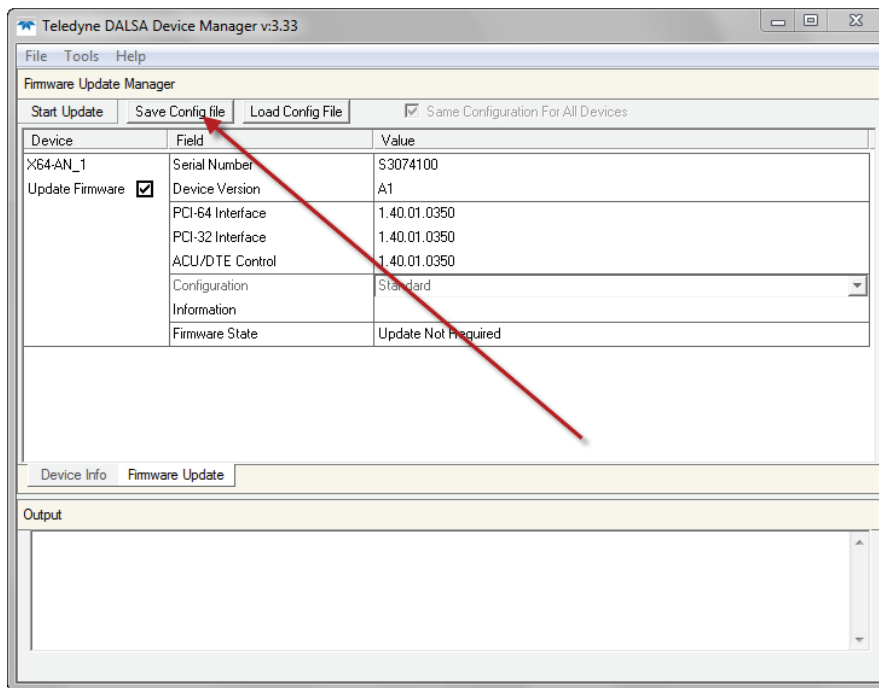 Teledyne DALSA Device Manager v:3.33
File Tools Help
Firmware Update Manager
Start Update Save Config file Load Config File Same Configuration For All Devices
Device Field Value
X64-AN_1 Serial Number S3074100
Update Firmware Device Version A1
PCI-64 Interface 1.40.01.0350
PCI-32 Interface 1.40.01.0350
ACU/DTE Control 1.40.01.0350
Configuration Standard
Information
Firmware State Update Not Required
Device Info Firmware Update
Output